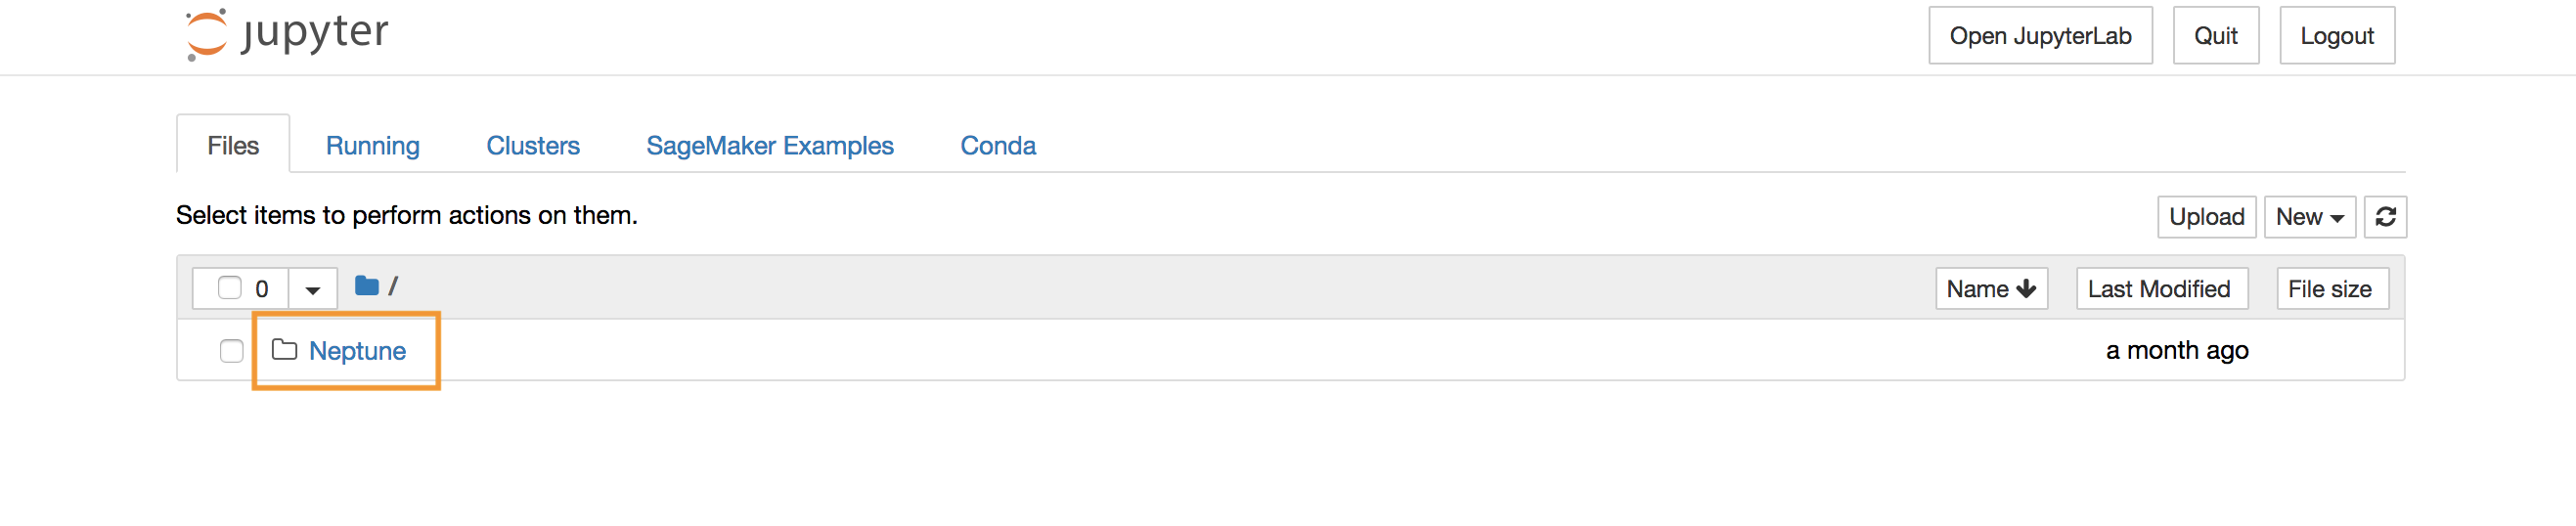 jupyter
Open JupyterLab Quit Logout
Files Running Clusters SageMaker Examples Conda
Select items to perform actions on them.
Upload New
0 / Name Last Modified File size
Neptune a month ago